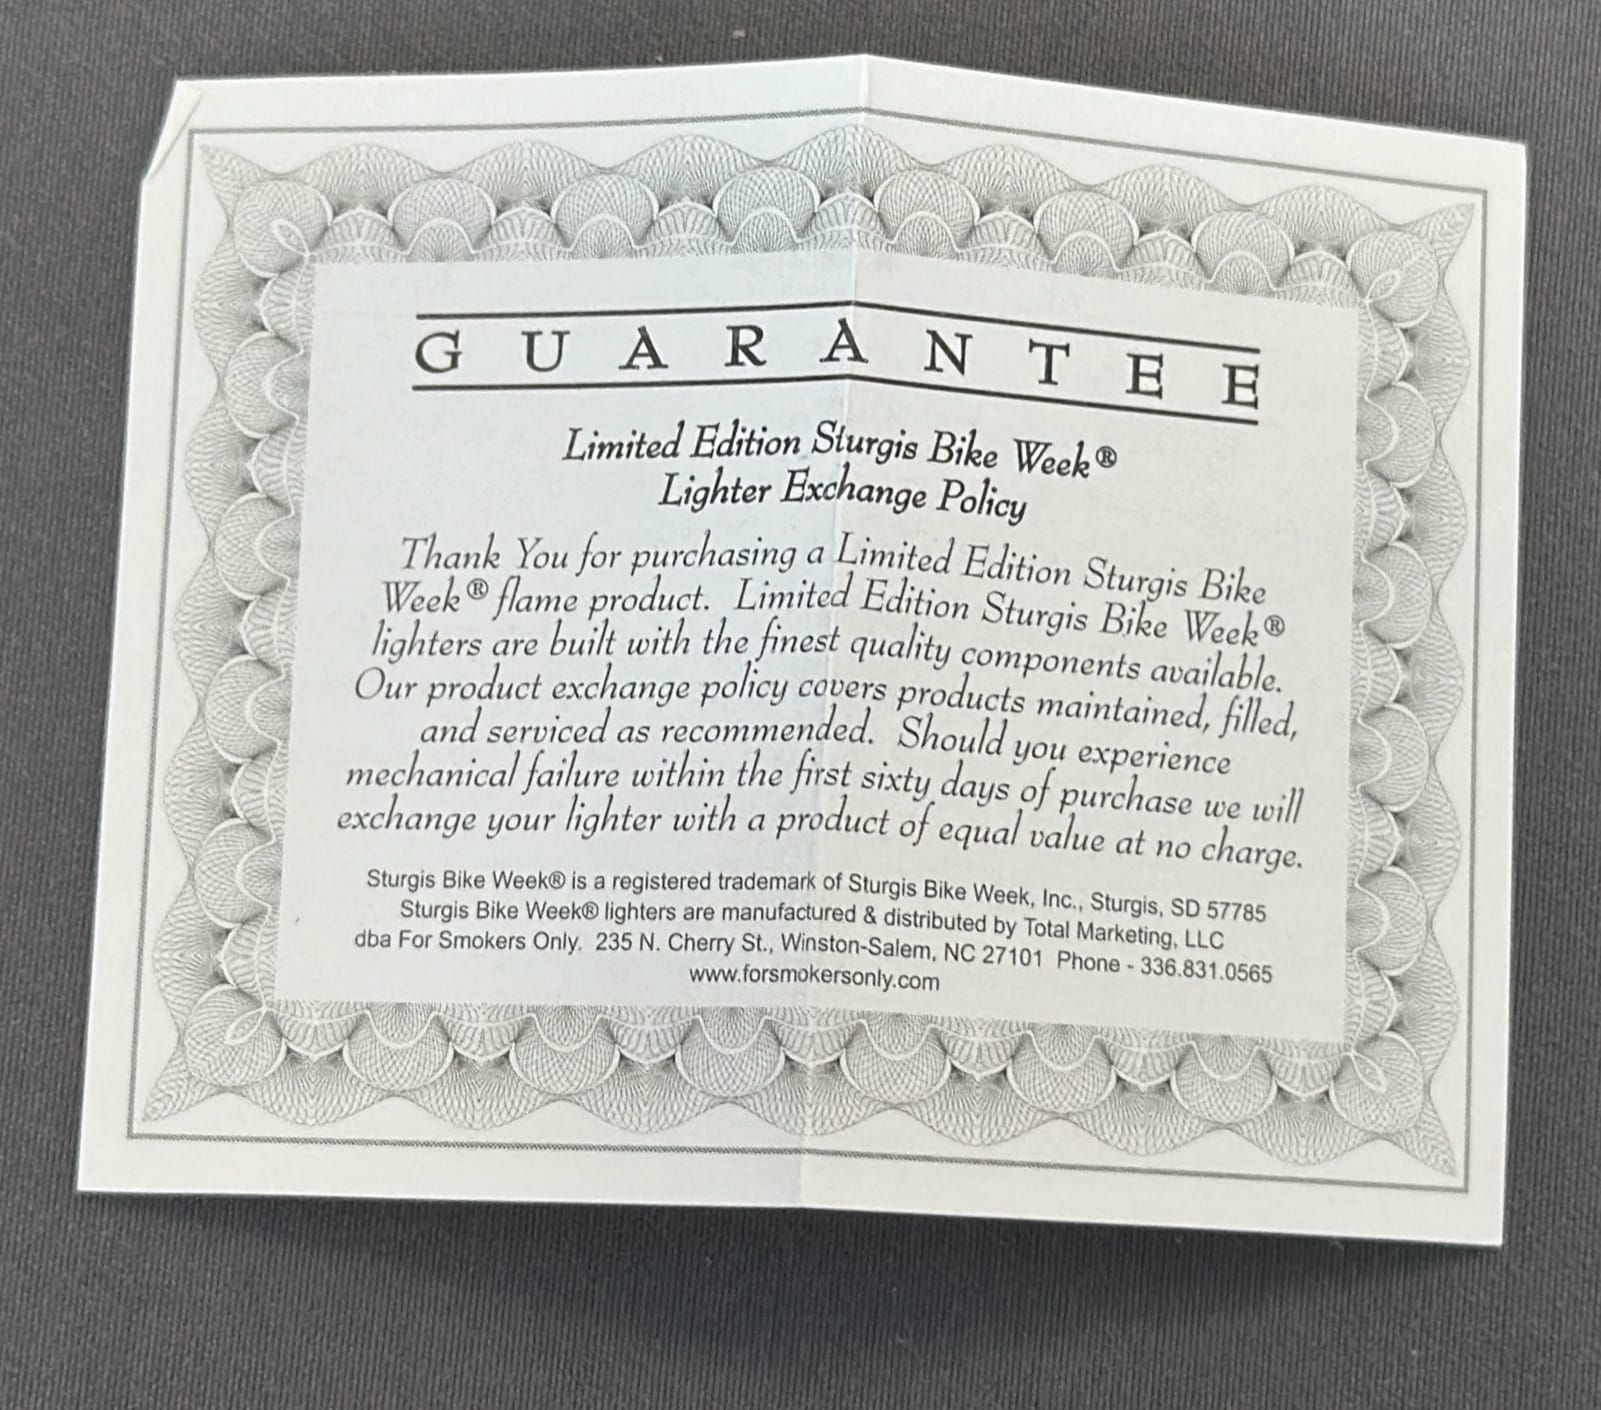 GUARANTEE
Limited Edition Sturgis Bike Week®
Lighter Exchange Policy
Thank You for purchasing a Limited Edition Sturgis Bike
Week® flame product. Limited Edition Sturgis Bike Week®
lighters are built with the finest quality components available.
Our product exchange policy covers products maintained, filled,
and serviced as recommended. Should you experience
mechanical failure within the first sixty days of purchase we will
exchange your lighter with a product of equal value at no charge.
Sturgis Bike Week® is a registered trademark of Sturgis Bike Week, Inc., Sturgis, SD 57785
Sturgis Bike Week® lighters are manufactured & distributed by Total Marketing, LLC
dba For Smokers Only. 235 N. Cherry St., Winston-Salem, NC 27101 Phone - 336.831.0565
www.forsmokersonly.com